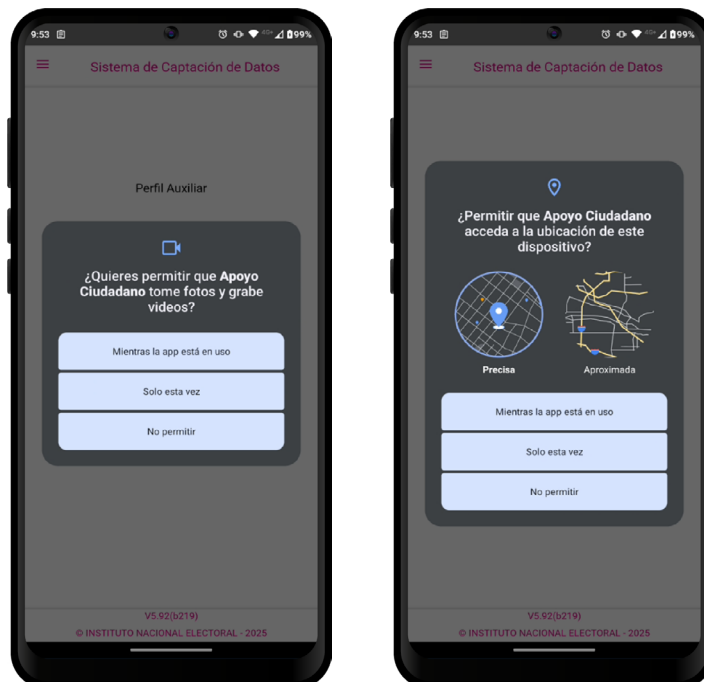 9:53
99%
Sistema de Captación de Datos
Perfil Auxiliar
¿Quieres permitir que Apoyo
Ciudadano tome fotos y grabe
videos?
Mientras la app está en uso
Solo esta vez
No permitir
V5.92(b219)
© INSTITUTO NACIONAL ELECTORAL - 2025
9:53
99%
Sistema de Captación de Datos
¿Permitir que Apoyo Ciudadano
acceda a la ubicación de este
dispositivo?
Precisa
Aproximada
Mientras la app está en uso
Solo esta vez
No permitir
V5.92(b219)
© INSTITUTO NACIONAL ELECTORAL - 2025